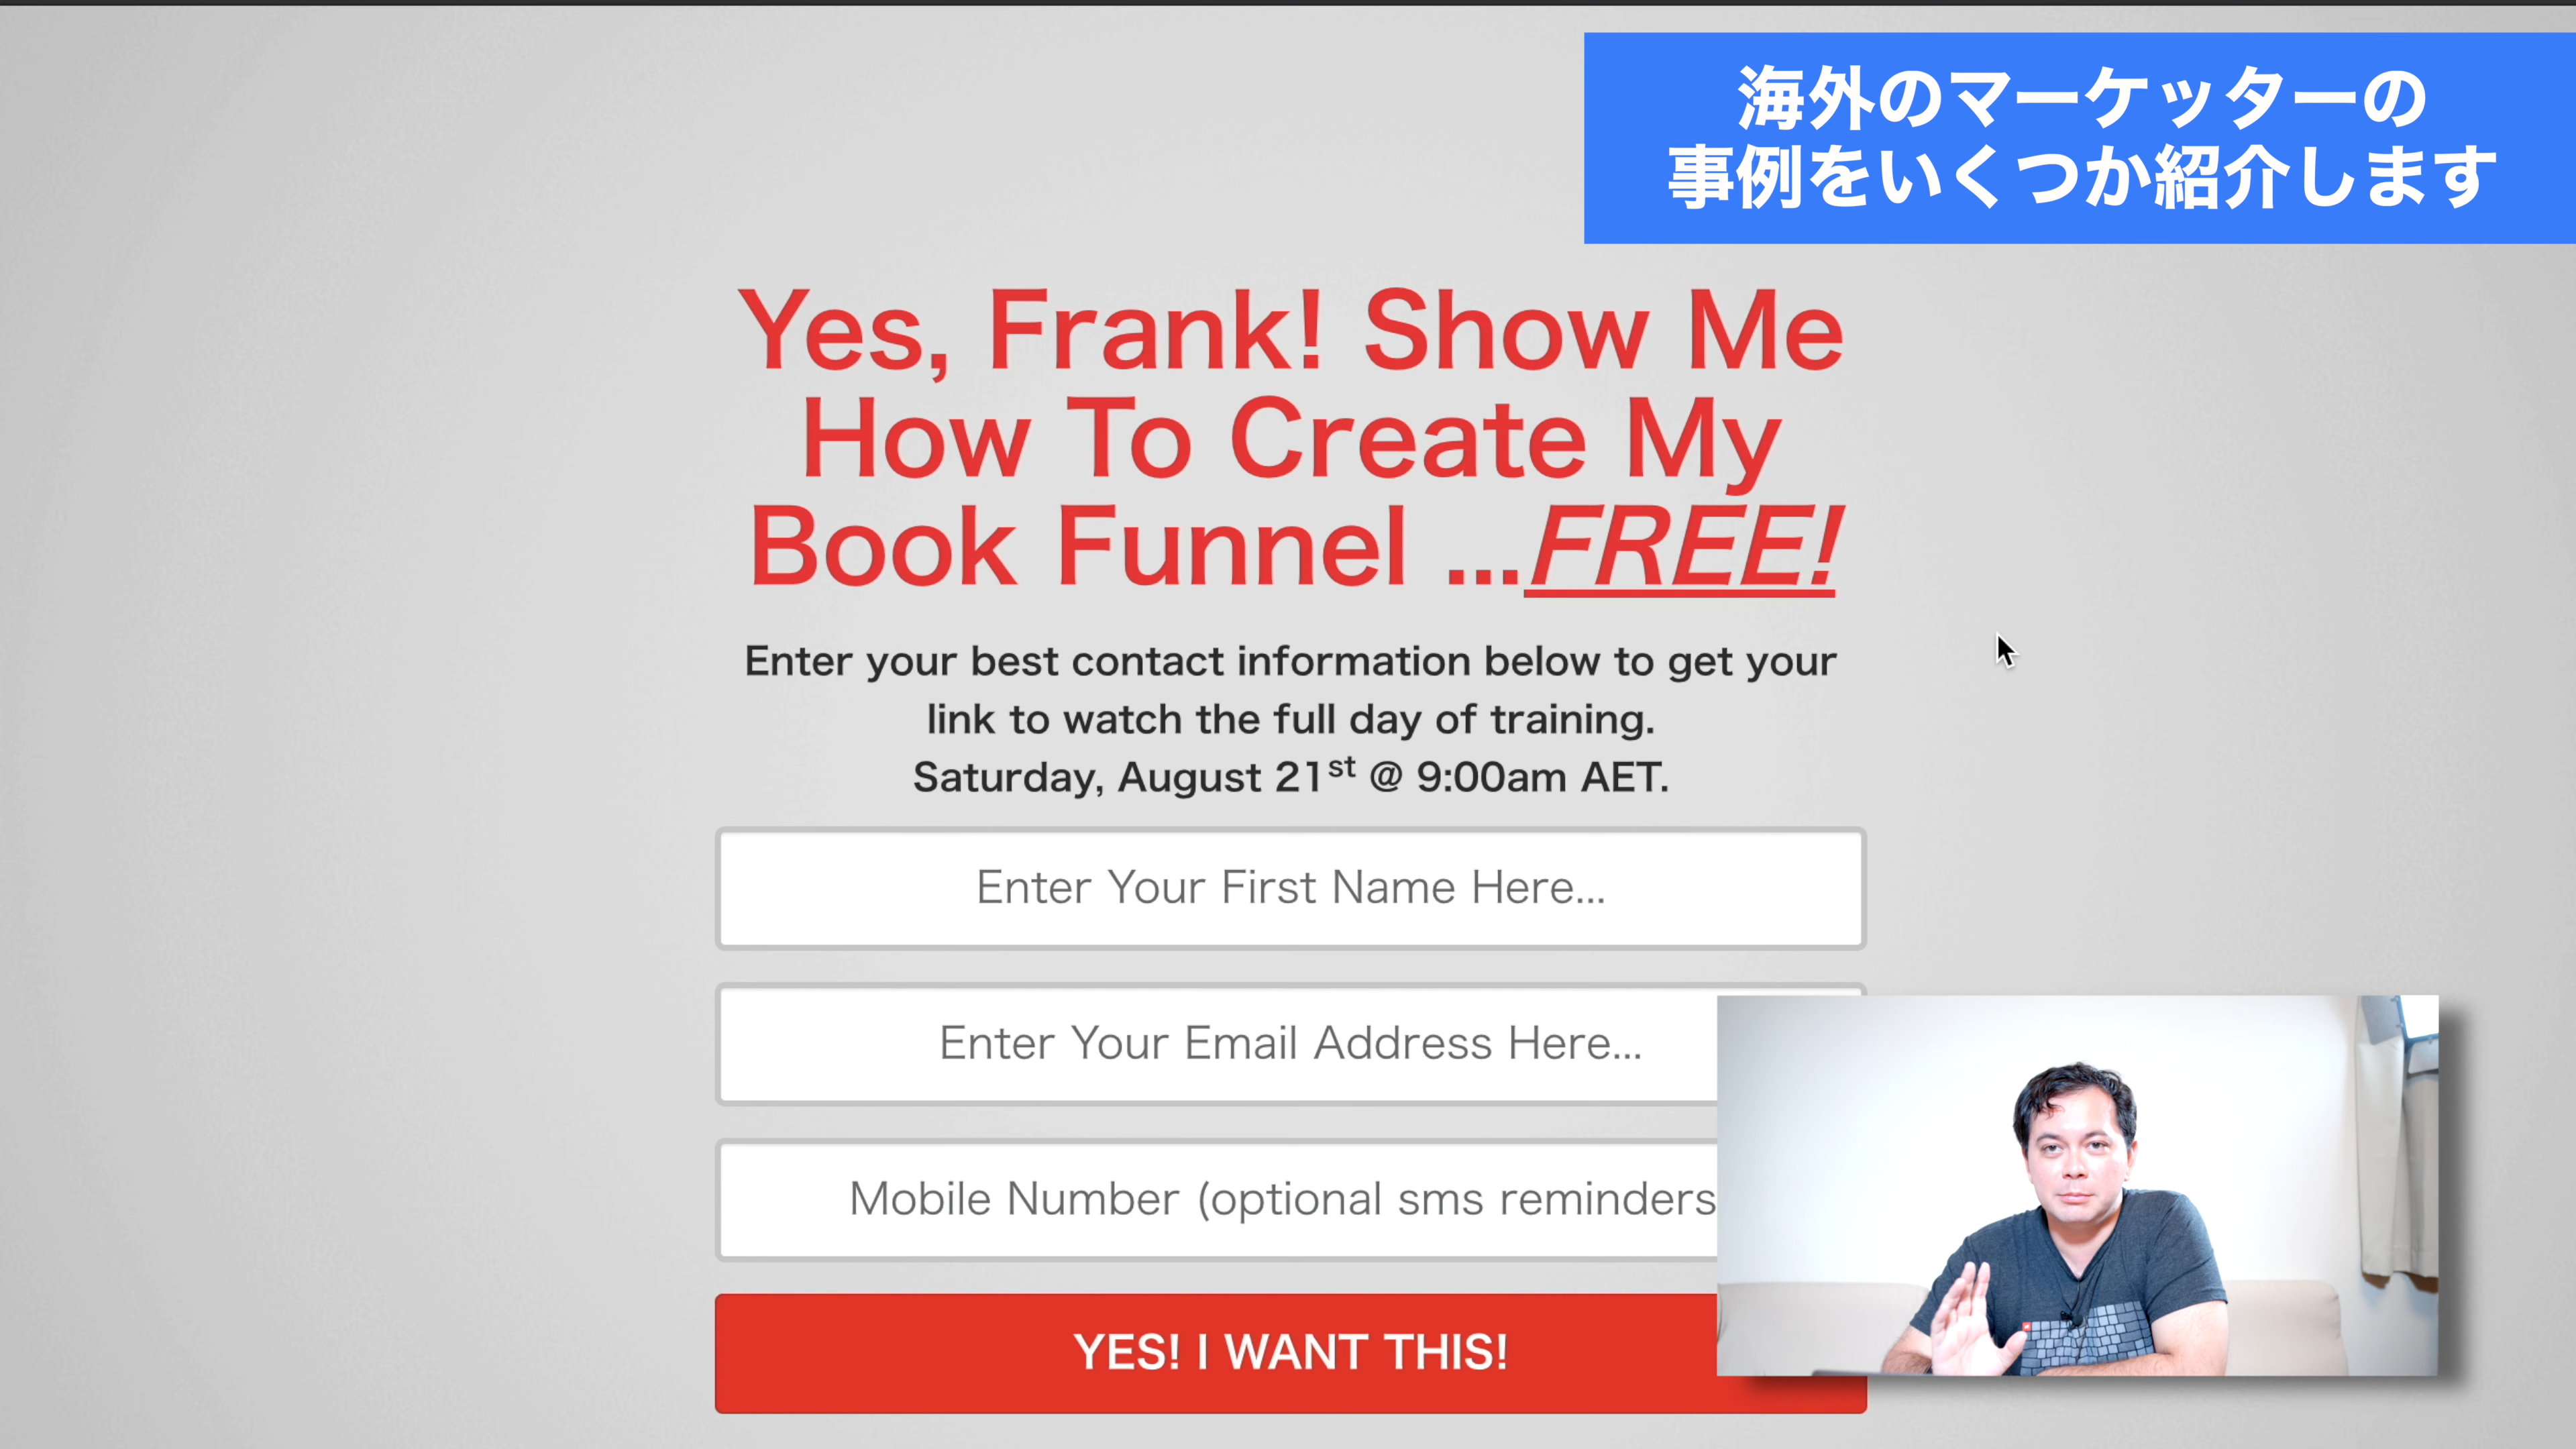 海外のマーケッターの
事例をいくつか紹介します
Yes, Frank! Show Me
How To Create My
Book Funnel ...FREE!
Enter your best contact information below to get your
link to watch the full day of training.
Saturday, August 21st @ 9:00am AET.
Enter Your First Name Here...
Enter Your Email Address Here...
Mobile Number (optional sms reminders
YES! I WANT THIS!